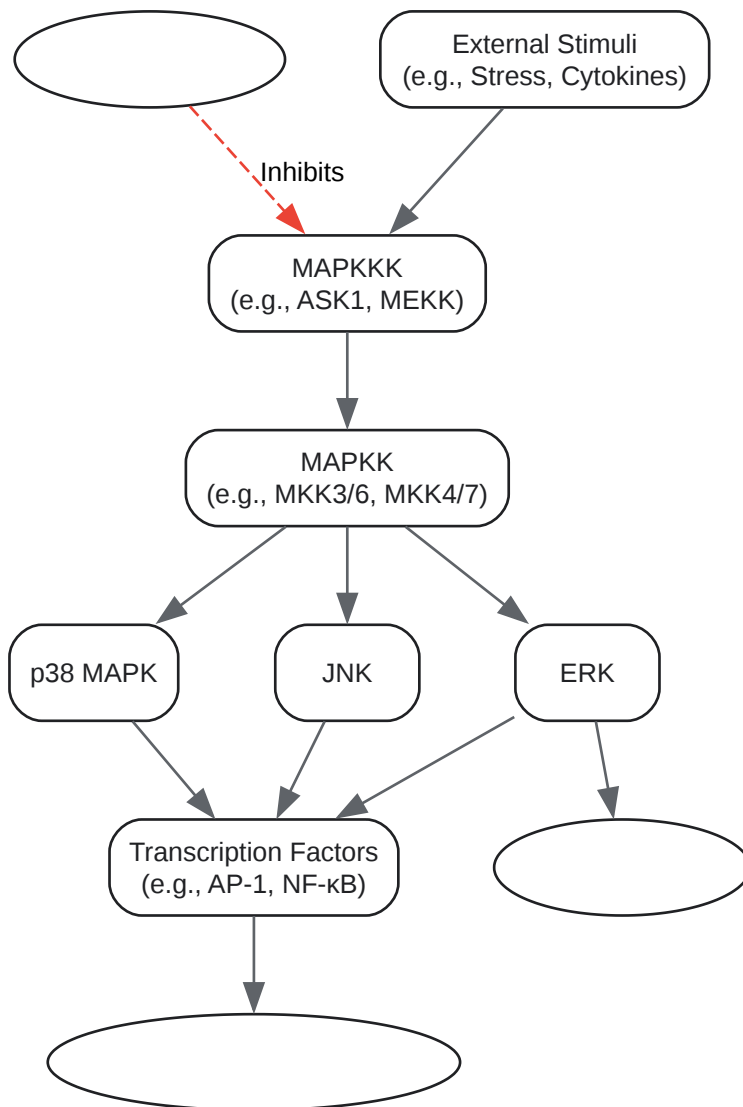 External Stimuli
(e.g., Stress, Cytokines)
Inhibits
MAPKKK
(e.g., ASK1, MEKK)
MAPKK
(e.g., MKK3/6, MKK4/7)
p38 MAPK
JNK
ERK
Transcription Factors
(e.g., AP-1, NF-κB)